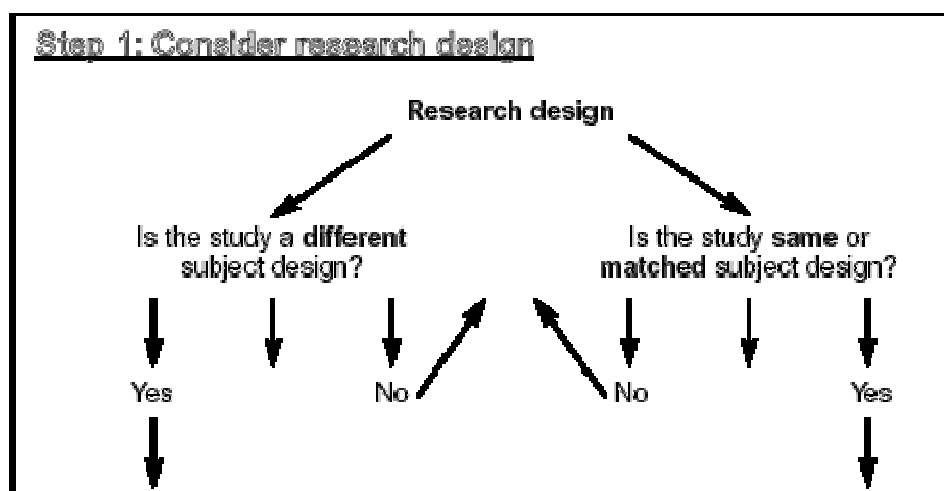 Step 1: Consider research design
Research design
Is the study a different
subject design?
Is the study same or
matched subject design?
Yes
No
No
Yes